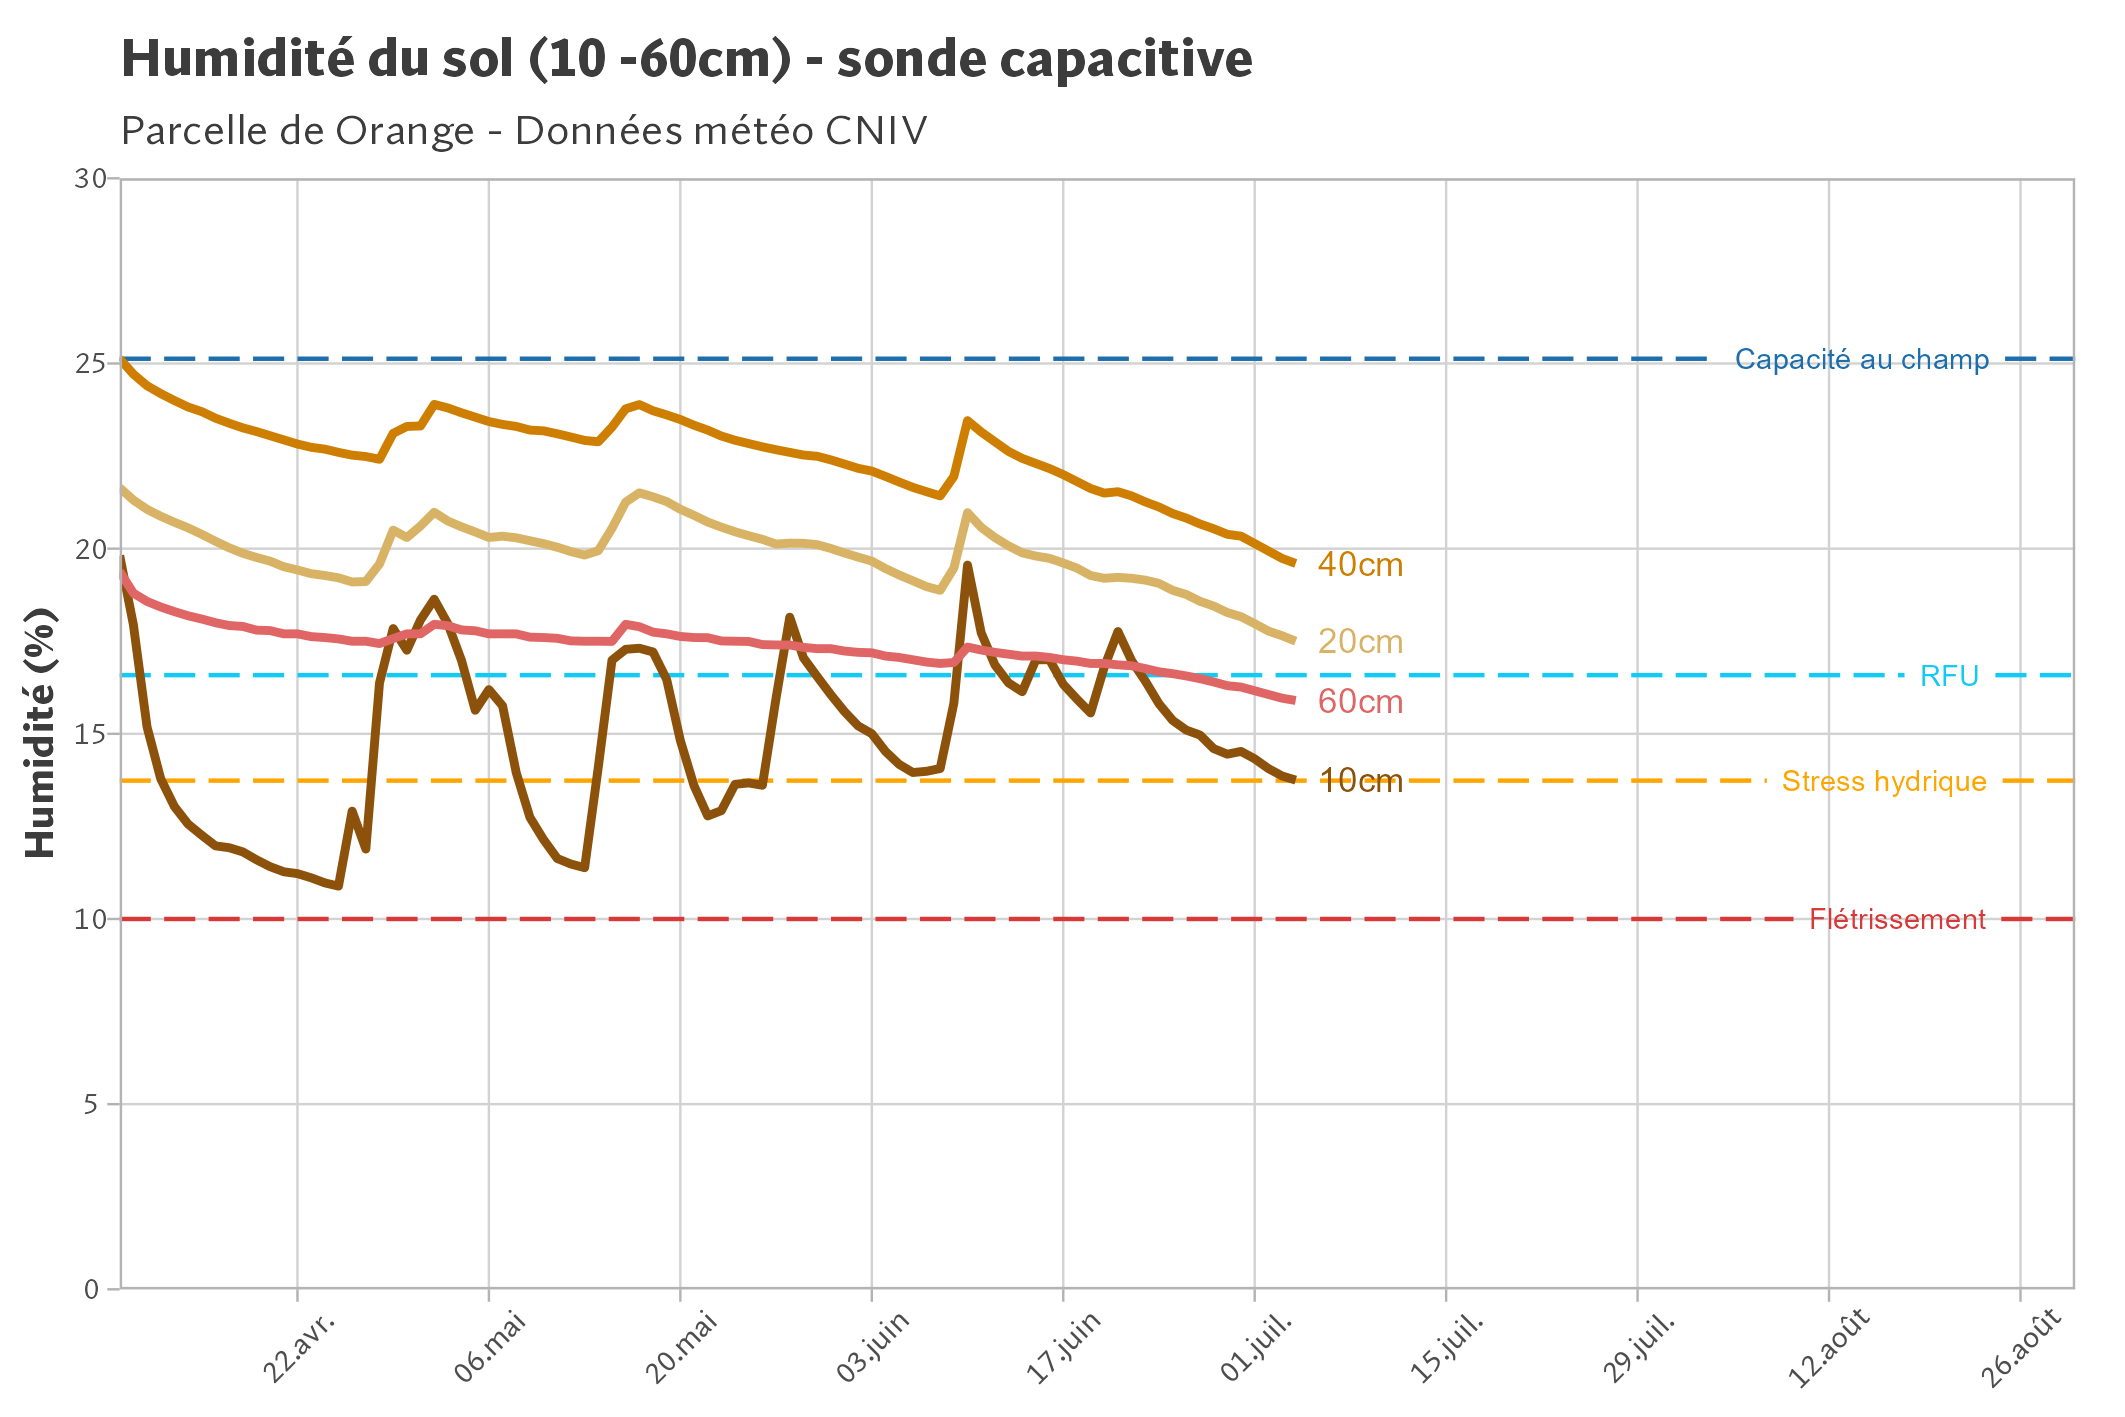 Humidité du sol (10 -60cm) - sonde capacitive
Parcelle de Orange - Données météo CNIV
Humidité (%)
30
25
20
15
10
5
0
Capacité au champ
40cm
20cm
RFU
60cm
10cm
Stress hydrique
Flétrissement
22.avr.
06.mai
20.mai
03.juin
17.juin
01.juil.
15.juil.
29.juil.
12.août
26.août